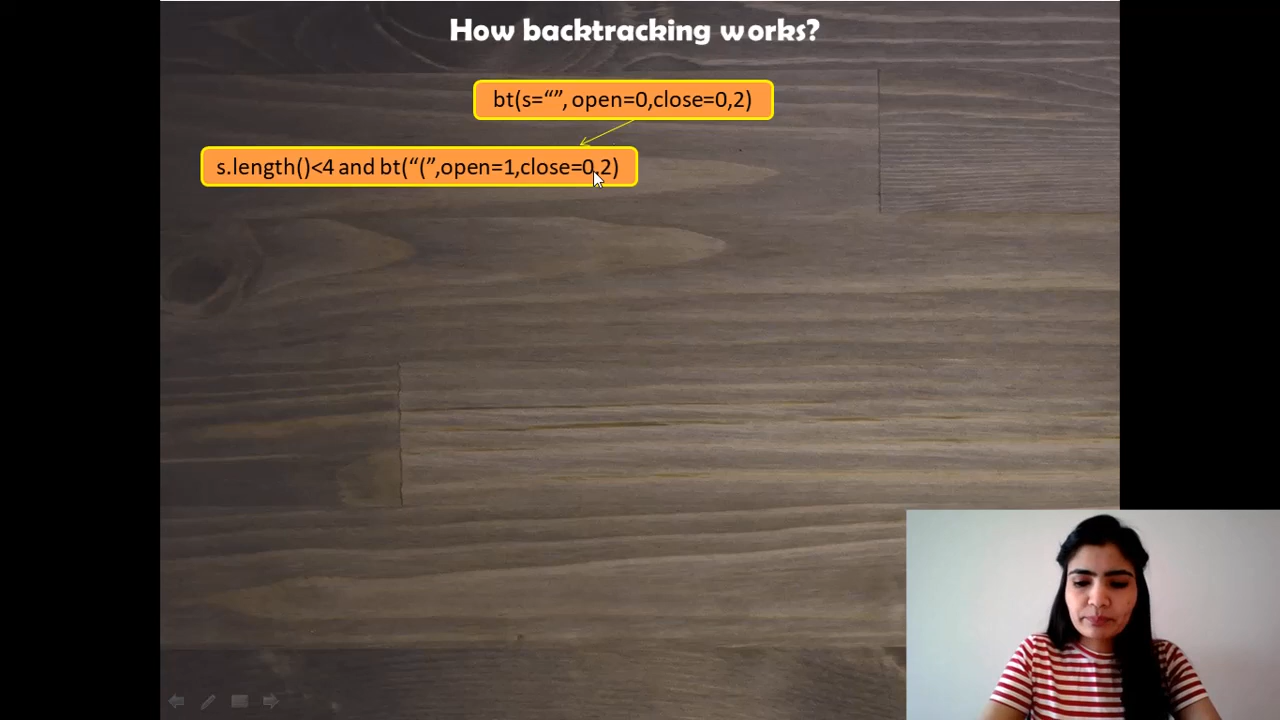 How backtracking works?
bt(s=“”, open=0,close=0,2)
s.length()<4 and bt(“(”,open=1,close=0,2)